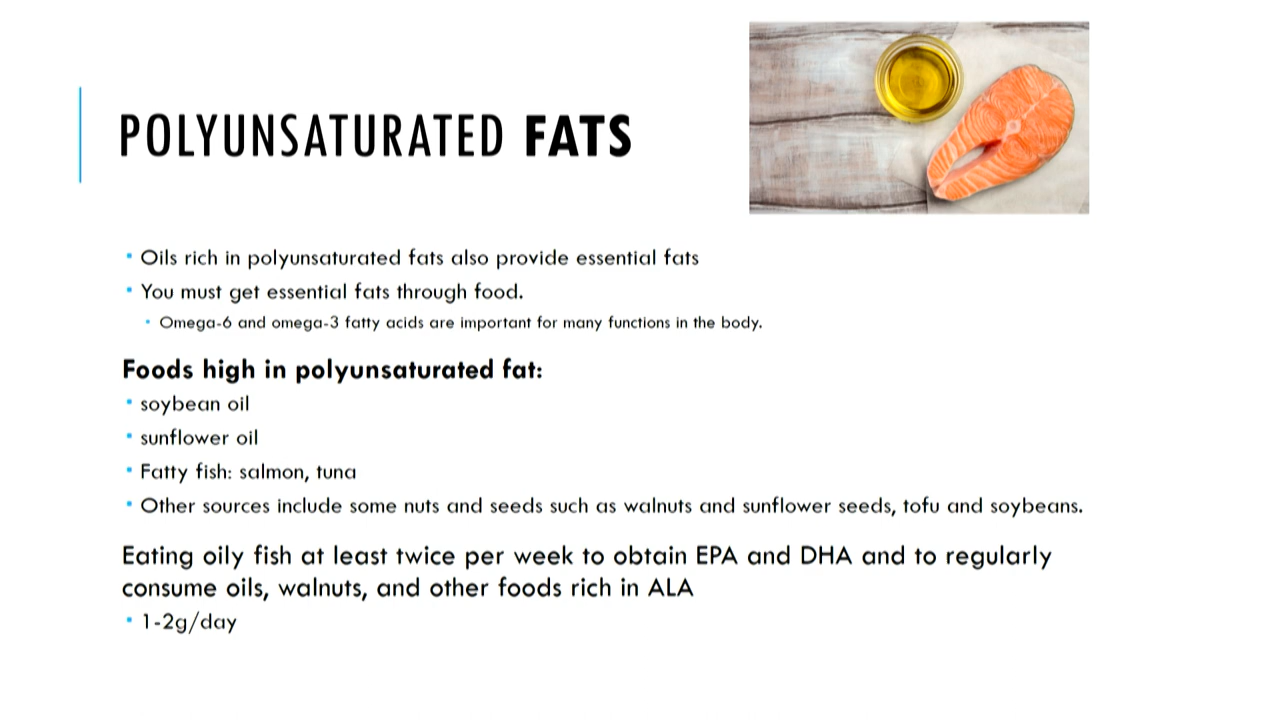 POLYUNSATURATED FATS
Oils rich in polyunsaturated fats also provide essential fats
You must get essential fats through food.
Omega-6 and omega-3 fatty acids are important for many functions in the body.
Foods high in polyunsaturated fat:
soybean oil
sunflower oil
Fatty fish: salmon, tuna
Other sources include some nuts and seeds such as walnuts and sunflower seeds, tofu and soybeans.
Eating oily fish at least twice per week to obtain EPA and DHA and to regularly
consume oils, walnuts, and other foods rich in ALA
1-2g/day